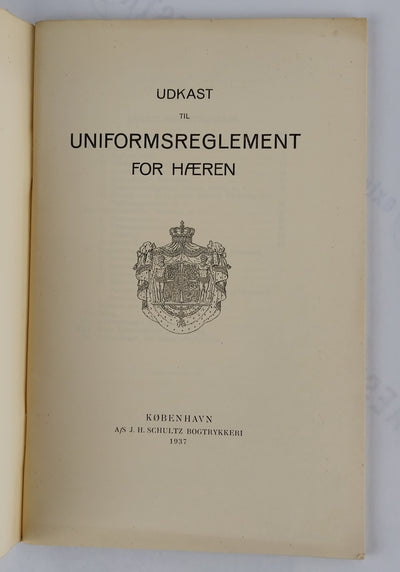 UDKAST
TIL
UNIFORMSREGLEMENT
FOR HÆREN
KØBENHAVN
A/S J. H. SCHULTZ BOGTRYKKERI
1937